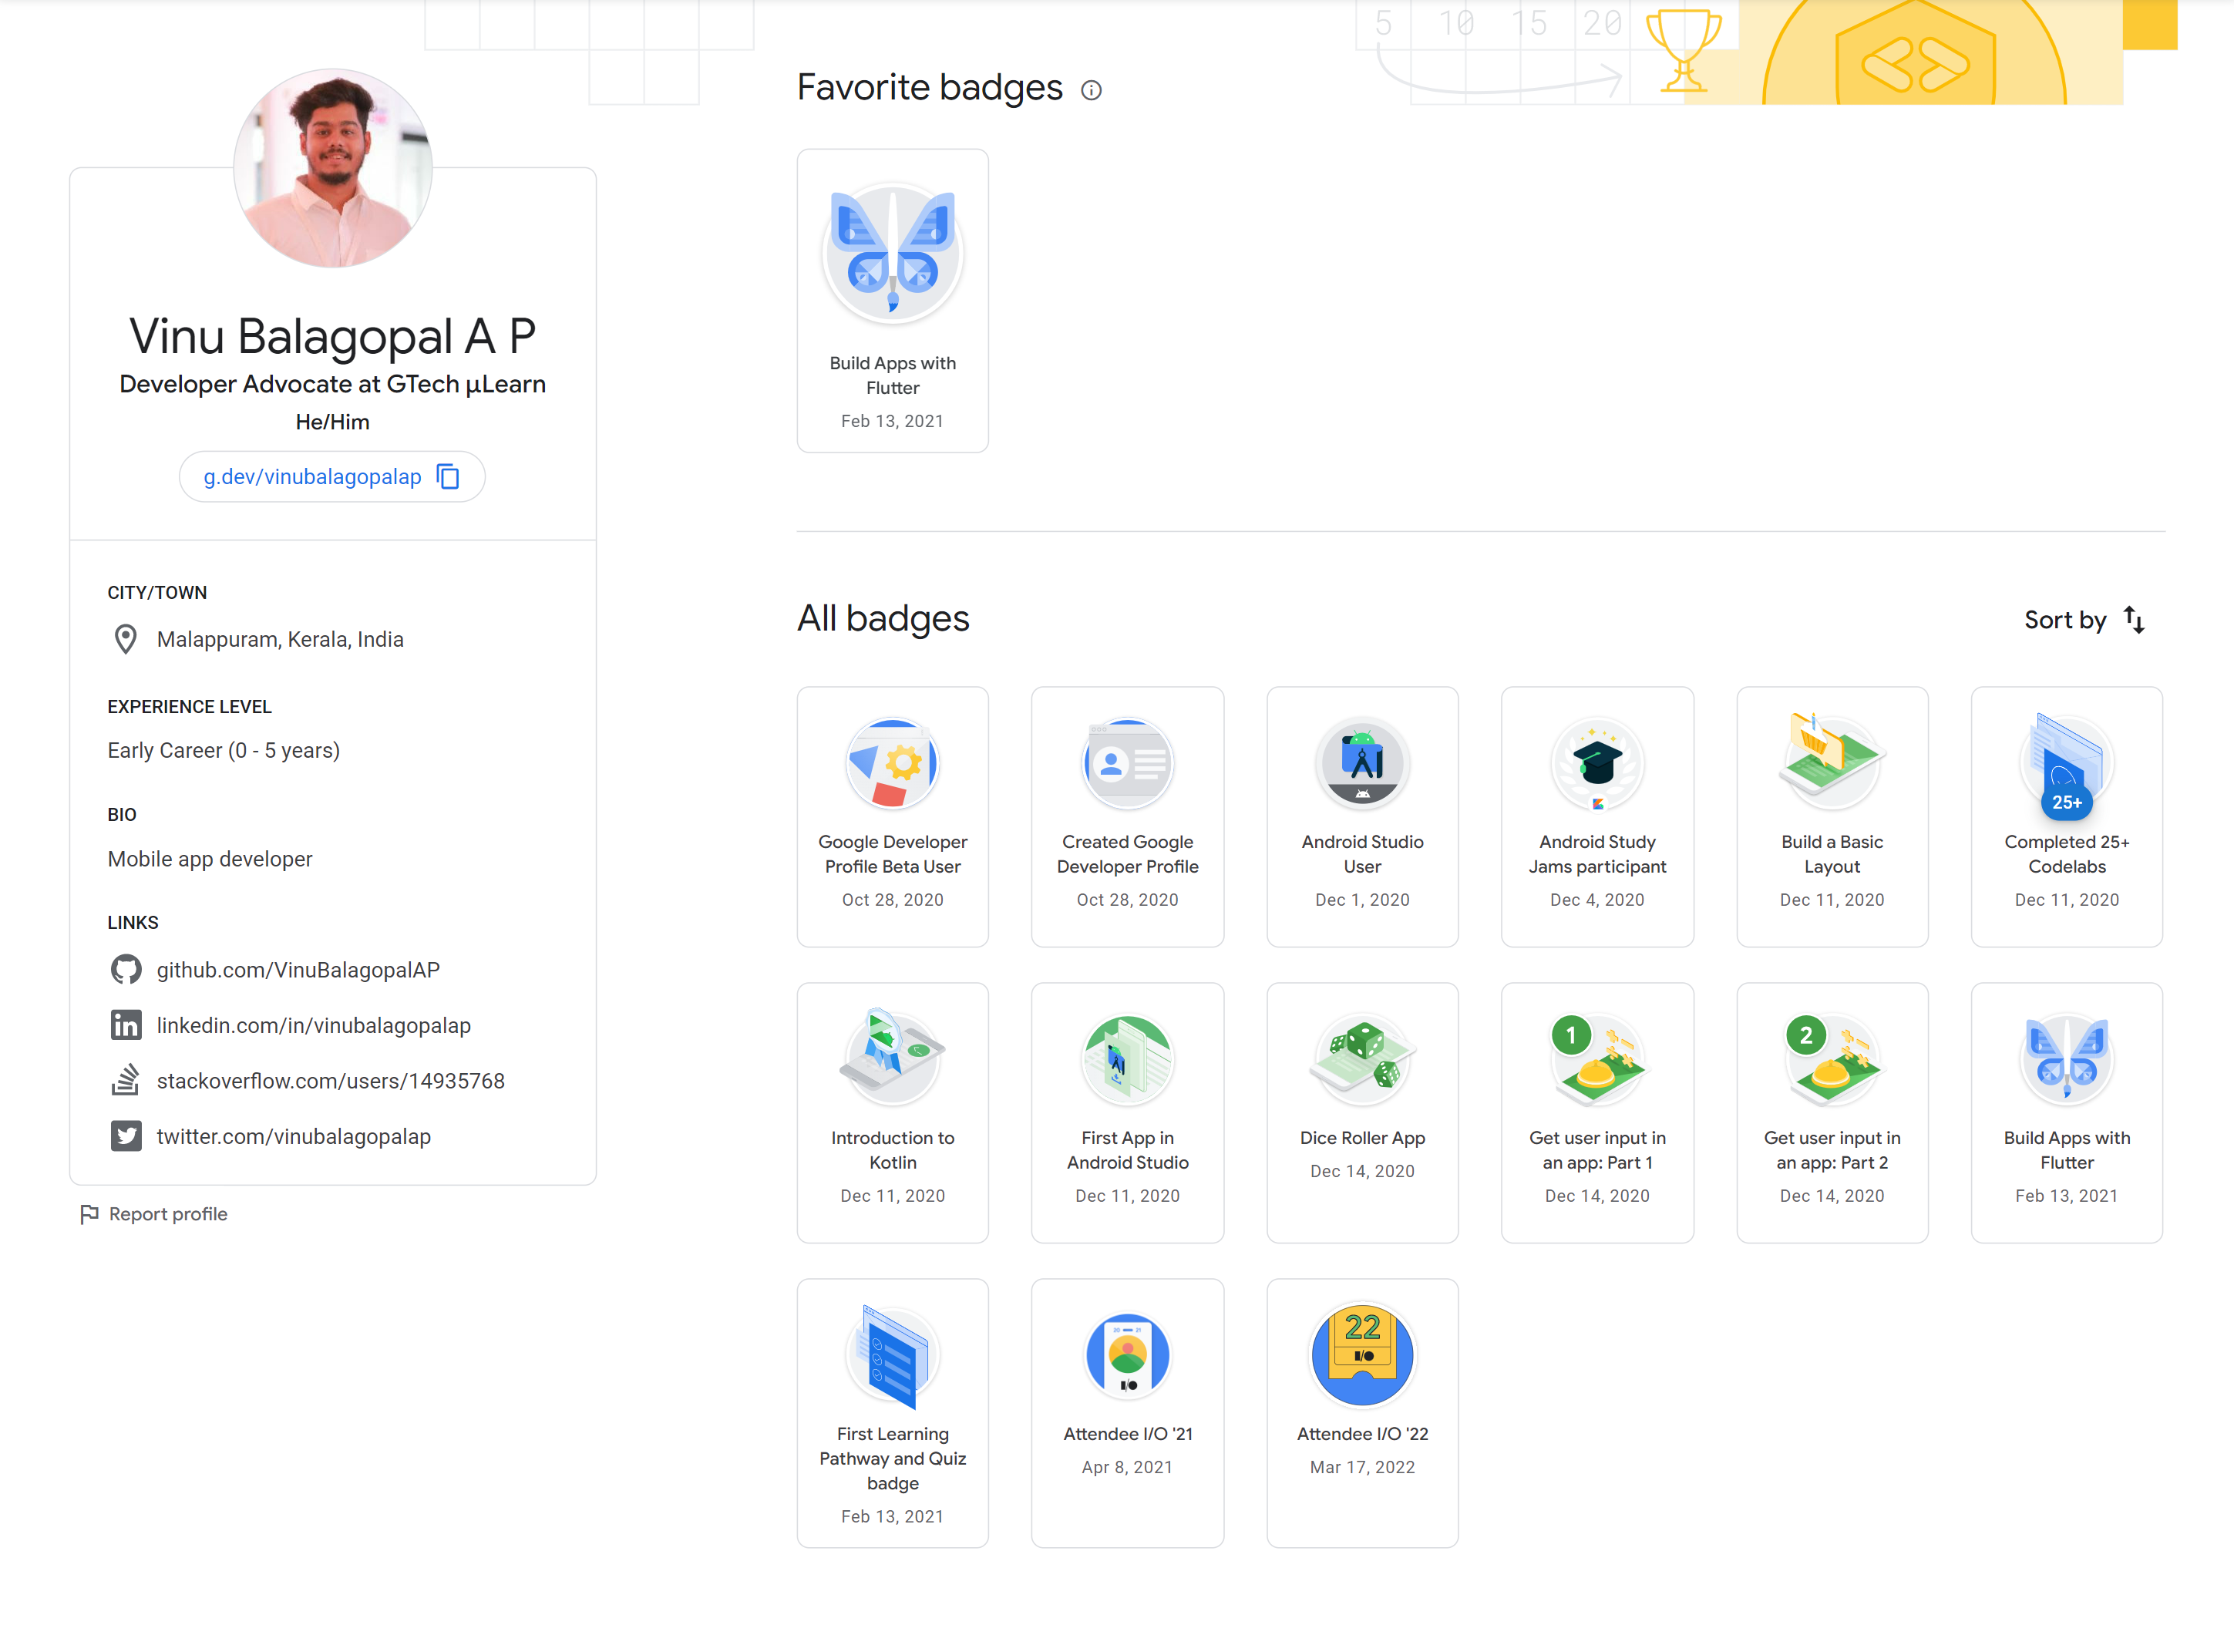 5 10 15 20
Favorite badges
Build Apps with
Flutter
Feb 13, 2021
Vinu Balagopal A P
Developer Advocate at GTech µLearn
He/Him
g.dev/vinubalagopalap
CITY/TOWN
Malappuram, Kerala, India
EXPERIENCE LEVEL
Early Career (0 - 5 years)
BIO
Mobile app developer
LINKS
github.com/VinuBalagopalAP
in
linkedin.com/in/vinubalagopalap
stackoverflow.com/users/14935768
twitter.com/vinubalagopalap
Report profile
All badges
Sort by
Google Developer
Profile Beta User
Oct 28, 2020
Created Google
Developer Profile
Oct 28, 2020
Android Studio
User
Dec 1, 2020
Android Study
Jams participant
Dec 4, 2020
Build a Basic
Layout
Dec 11, 2020
25+
Completed 25+
Codelabs
Dec 11, 2020
Introduction to
Kotlin
Dec 11, 2020
First App in
Android Studio
Dec 11, 2020
Dice Roller App
Dec 14, 2020
1
Get user input in
an app: Part 1
Dec 14, 2020
2
Get user input in
an app: Part 2
Dec 14, 2020
Build Apps with
Flutter
Feb 13, 2021
First Learning
Pathway and Quiz
badge
Feb 13, 2021
20 21
I/O
Attendee I/O '21
Apr 8, 2021
22
I/O
Attendee I/O '22
Mar 17, 2022